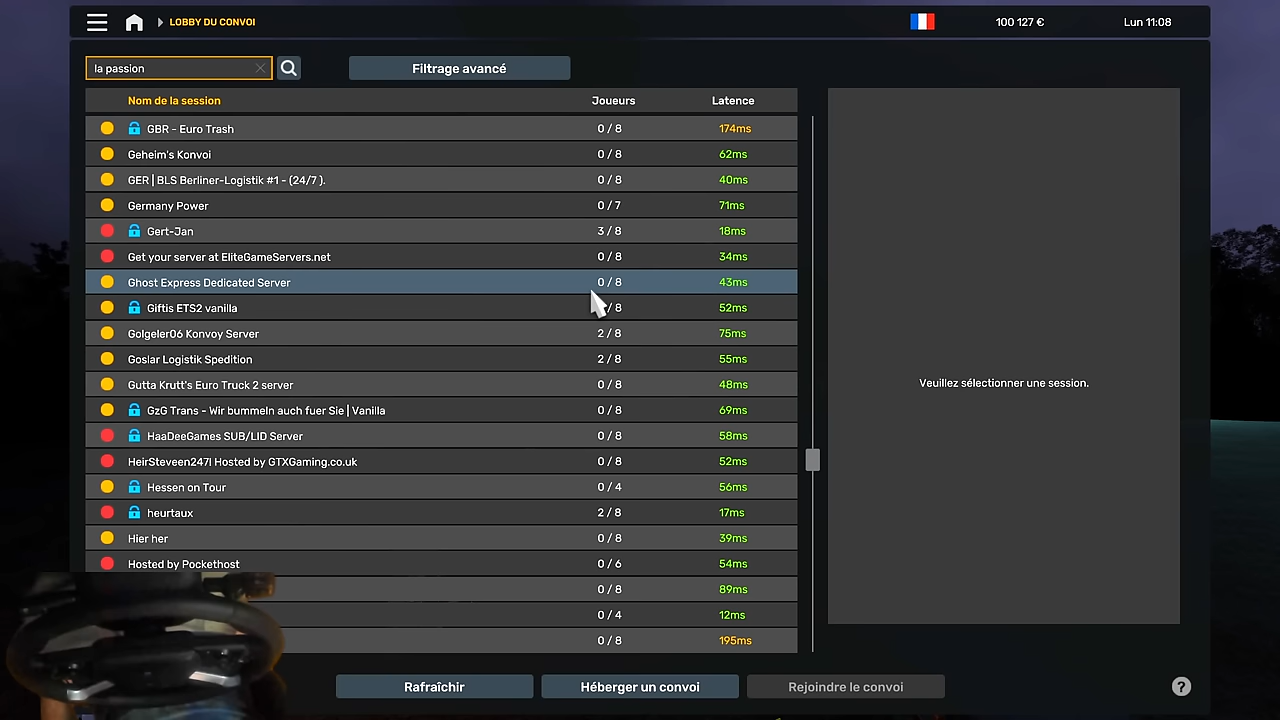 LOBBY DU CONVOI 100 127 € Lun 11:08
la passion Filtrage avancé
Nom de la session Joueurs Latence
GBR - Euro Trash 0 / 8 174ms
Geheim's Konvoi 0 / 8 62ms
GER | BLS Berliner-Logistik #1 - (24/7 ). 0 / 8 40ms
Germany Power 0 / 7 71ms
Gert-Jan 3 / 8 18ms
Get your server at EliteGameServers.net 0 / 8 34ms
Ghost Express Dedicated Server 0 / 8 43ms
Giftis ETS2 vanilla / 8 52ms
Golgeler06 Konvoy Server 2 / 8 75ms
Goslar Logistik Spedition 2 / 8 55ms
Gutta Krutt's Euro Truck 2 server 0 / 8 48ms
GzG Trans - Wir bummeln auch fuer Sie | Vanilla 0 / 8 69ms
HaaDeeGames SUB/LID Server 0 / 8 58ms
HeirSteveen247! Hosted by GTXGaming.co.uk 0 / 8 52ms
Hessen on Tour 0 / 4 56ms
heurtaux 2 / 8 17ms
Hier her 0 / 8 39ms
Hosted by Pockethost 0 / 6 54ms
0 / 8 89ms
0 / 4 12ms
0 / 8 195ms
Veuillez sélectionner une session.
Rafraîchir Héberger un convoi Rejoindre le convoi ?